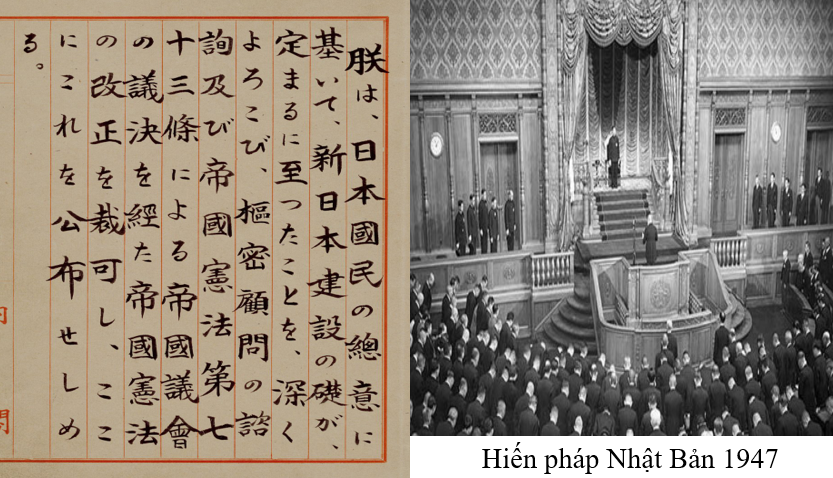 朕は、日本國民の總意に
基いて、新日本建設の礎が、
定まるに至つたことを、深く
よろこび、樞密顧問の諮
詢及び帝國憲法第七
十三條による帝國議會
の議決を經た帝國憲法
の改正を裁可し、ここ
にこれを公布せしめ
る。
Hiến pháp Nhật Bản 1947